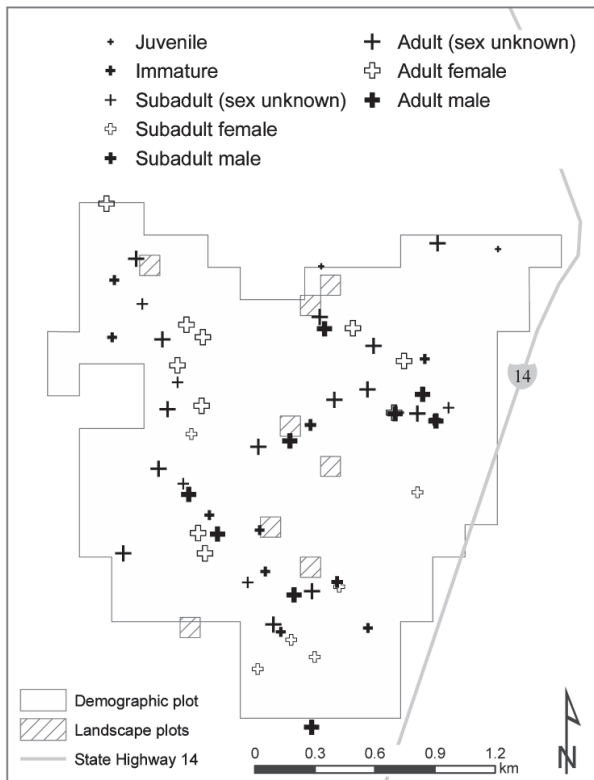 Juvenile
Immature
Subadult (sex unknown)
Subadult female
Subadult male
Adult (sex unknown)
Adult female
Adult male
14
Demographic plot
Landscape plots
State Highway 14
0 0.3 0.6 0.9 1.2
km
N